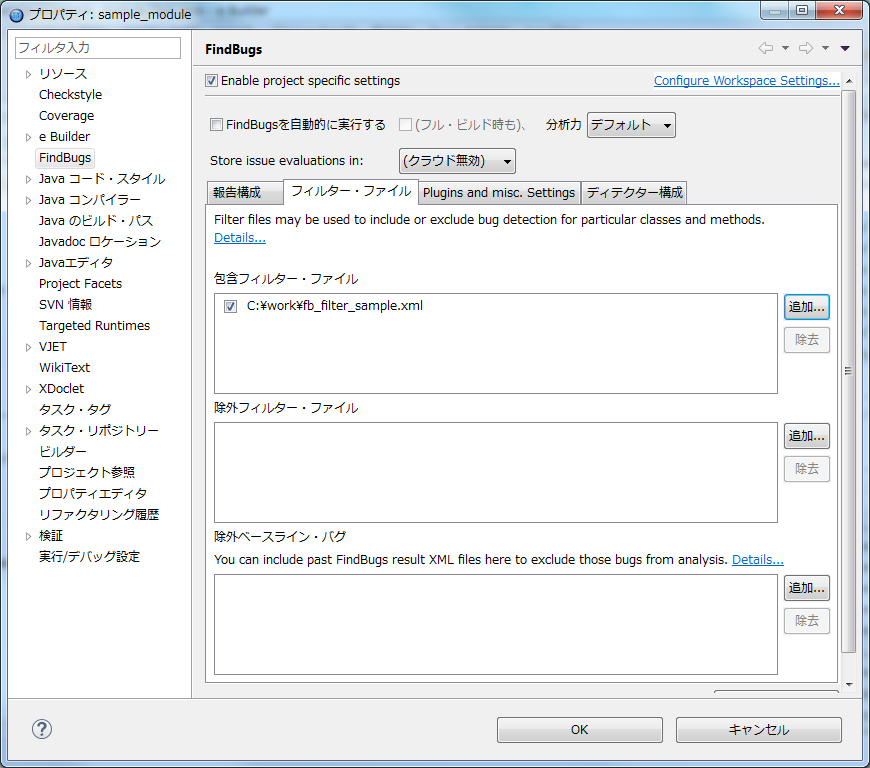 プロパティ: sample_module
フィルタ入力
リソース
Checkstyle
Coverage
e Builder
FindBugs
Java コード・スタイル
Java コンパイラー
Java のビルド・パス
Javadoc ロケーション
Javaエディタ
Project Facets
SVN 情報
Targeted Runtimes
VJET
WikiText
XDoclet
タスク・タグ
タスク・リポジトリー
ビルダー
プロジェクト参照
プロパティエディタ
リファクタリング履歴
検証
実行/デバッグ設定
FindBugs
Enable project specific settings
Configure Workspace Settings...
FindBugsを自動的に実行する (フル・ビルド時も)、 分析力 デフォルト
Store issue evaluations in: (クラウド無効)
報告構成 フィルター・ファイル Plugins and misc. Settings ディテクター構成
Filter files may be used to include or exclude bug detection for particular classes and methods.
Details...
包含フィルター・ファイル
C:¥work¥fb_filter_sample.xml
追加...
除去
除外フィルター・ファイル
追加...
除去
除外ベースライン・バグ
You can include past FindBugs result XML files here to exclude those bugs from analysis. Details...
追加...
除去
OK
キャンセル